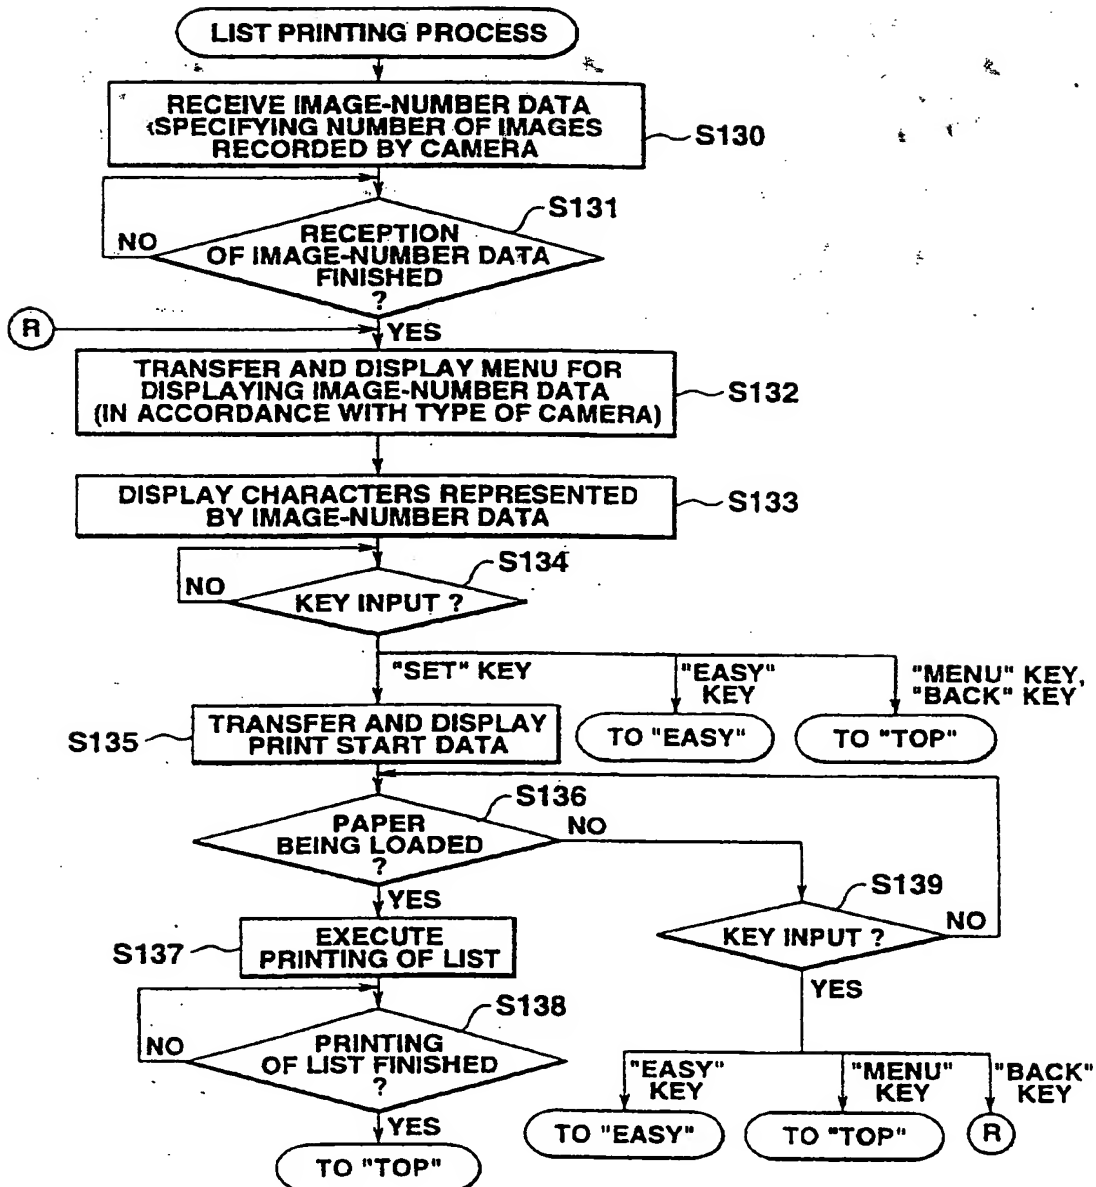 LIST PRINTING PROCESS
RECEIVE IMAGE-NUMBER DATA
(SPECIFYING NUMBER OF IMAGES
RECORDED BY CAMERA
S130
S131
RECEPTION
OF IMAGE-NUMBER DATA
FINISHED
?
NO
YES
R
TRANSFER AND DISPLAY MENU FOR
DISPLAYING IMAGE-NUMBER DATA
(IN ACCORDANCE WITH TYPE OF CAMERA)
S132
DISPLAY CHARACTERS REPRESENTED
BY IMAGE-NUMBER DATA
S133
S134
NO
KEY INPUT ?
"SET" KEY
"EASY"
KEY
"MENU" KEY,
"BACK" KEY
S135
TRANSFER AND DISPLAY
PRINT START DATA
TO "EASY"
TO "TOP"
S136
PAPER
BEING LOADED
?
NO
YES
S139
KEY INPUT ?
NO
YES
S137
EXECUTE
PRINTING OF LIST
S138
NO
PRINTING
OF LIST FINISHED
?
YES
TO "TOP"
"EASY"
KEY
"MENU"
KEY
"BACK"
KEY
TO "EASY"
TO "TOP"
R